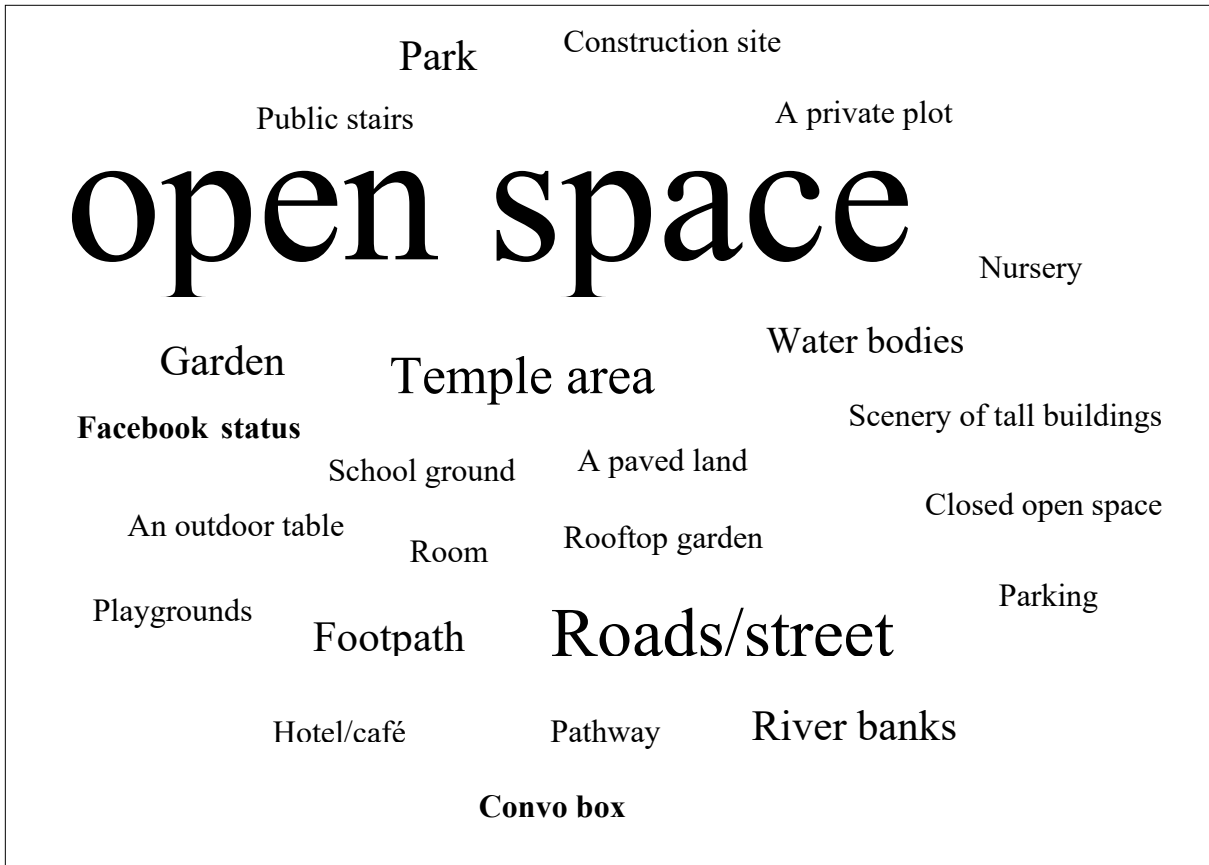 Park
Construction site
Public stairs
A private plot
open space
Nursery
Garden
Temple area
Water bodies
Facebook status
Scenery of tall buildings
School ground
A paved land
Closed open space
An outdoor table
Room
Rooftop garden
Playgrounds
Parking
Footpath
Roads/street
Hotel/café
Pathway
River banks
Convo box